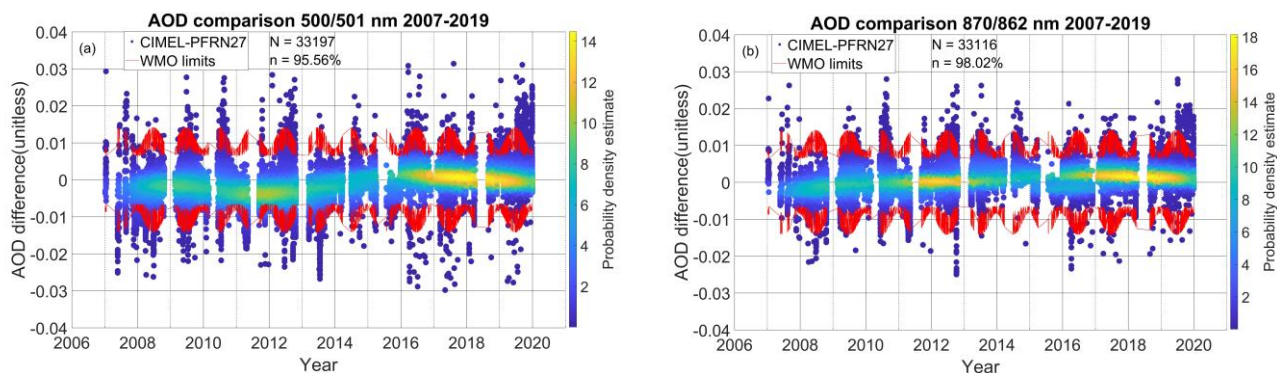 AOD comparison 500/501 nm 2007-2019
(a)
CIMEL-PFRN27
WMO limits
N = 33197
n = 95.56%
AOD difference(unitless)
0.04
0.03
0.02
0.01
0
-0.01
-0.02
-0.03
-0.04
2006
2008
2010
2012
2014
2016
2018
2020
Year
14
12
10
8
6
4
2
Probability density estimate
AOD comparison 870/862 nm 2007-2019
(b)
CIMEL-PFRN27
WMO limits
N = 33116
n = 98.02%
AOD difference(unitless)
0.04
0.03
0.02
0.01
0
-0.01
-0.02
-0.03
-0.04
2006
2008
2010
2012
2014
2016
2018
2020
Year
18
16
14
12
10
8
6
4
2
Probability density estimate